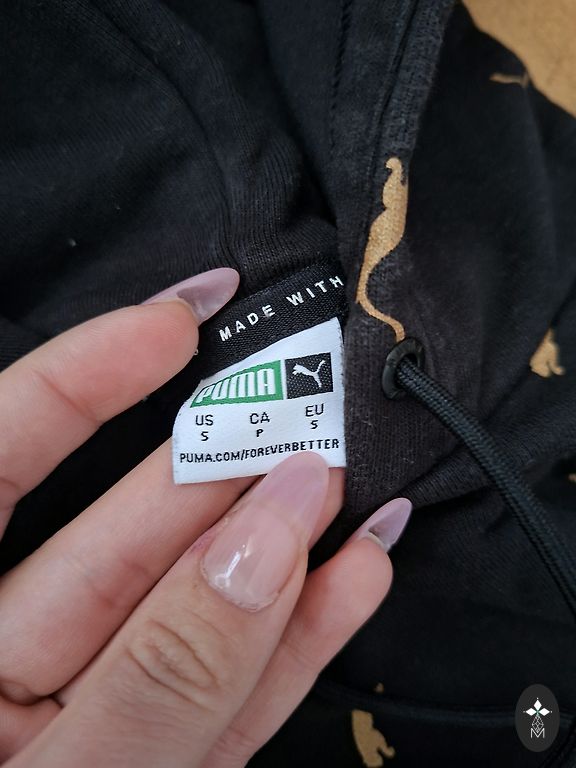 MADE WITH
PUMA
US CA EU
S P S
PUMA.COM/FOREVERBETTER
M